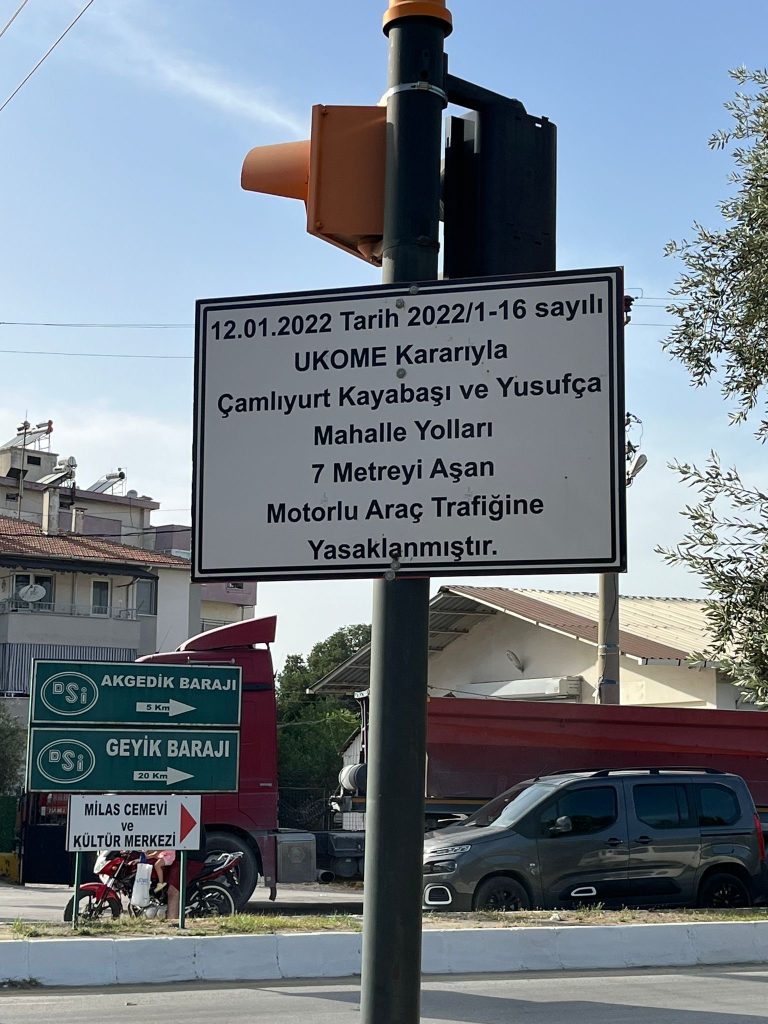 12.01.2022 Tarih 2022/1-16 sayılı
UKOME Kararıyla
Çamlıyurt Kayabaşı ve Yusufça
Mahalle Yolları
7 Metreyi Aşan
Motorlu Araç Trafiğine
Yasaklanmıştır.
DSİ
AKGEDİK BARAJI
5 Km
DSİ
GEYİK BARAJI
20 Km
MİLAS CEMEVİ
ve
KÜLTÜR MERKEZİ